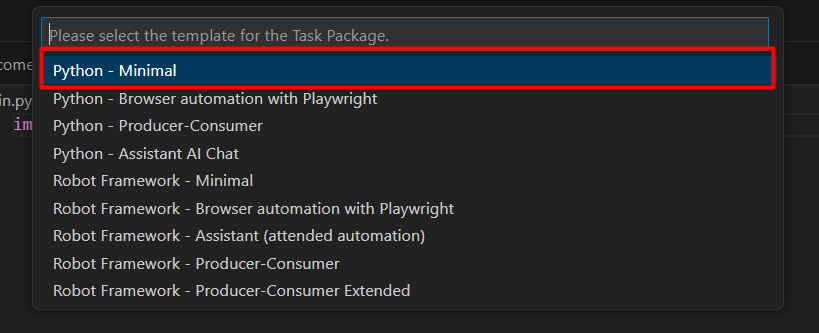 Please select the template for the Task Package.
Python - Minimal
come
Python - Browser automation with Playwright
in.py
Python - Producer-Consumer
im
Python - Assistant AI Chat
Robot Framework - Minimal
Robot Framework - Browser automation with Playwright
Robot Framework - Assistant (attended automation)
Robot Framework - Producer-Consumer
Robot Framework - Producer-Consumer Extended